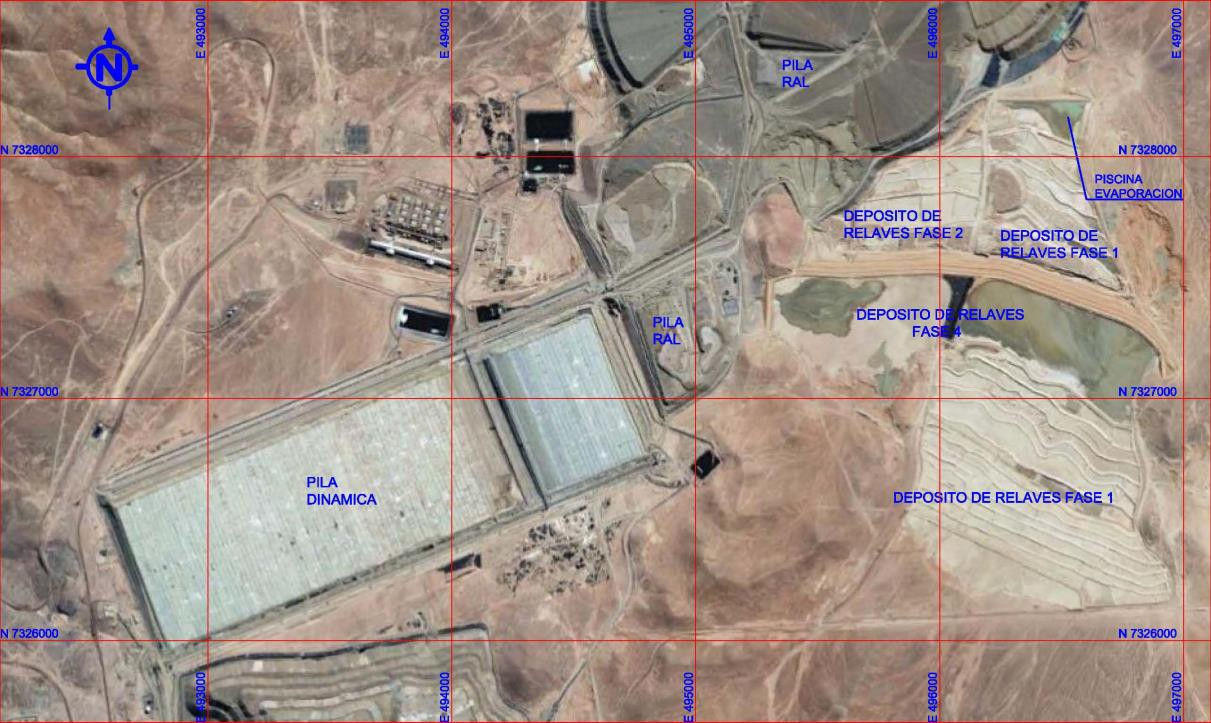 E 493000
E 494000
E 495000
E 496000
E 497000
N
PILA
RAL
N 7328000
N 7328000
PISCINA
EVAPORACION
DEPOSITO DE
RELAVES FASE 2
DEPOSITO DE
RELAVES FASE 1
PILA
RAL
DEPOSITO DE RELAVES
FASE 4
N 7327000
N 7327000
PILA
DINAMICA
DEPOSITO DE RELAVES FASE 1
N 7326000
N 7326000
E 493000
E 494000
E 495000
E 496000
E 497000